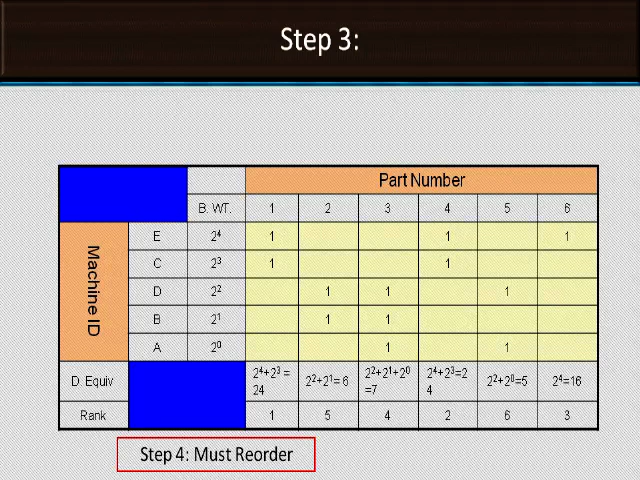 Step 3:
Part Number
B. WT. 1 2 3 4 5 6
Machine ID
E 2⁴ 1 1 1
C 2³ 1 1
D 2² 1 1 1
B 2¹ 1 1
A 2⁰ 1 1
D. Equiv 2⁴+2³ = 24 2²+2¹= 6 2²+2¹+2⁰ =7 2⁴+2³=2 4 2²+2⁰=5 2⁴=16
Rank 1 5 4 2 6 3
Step 4: Must Reorder